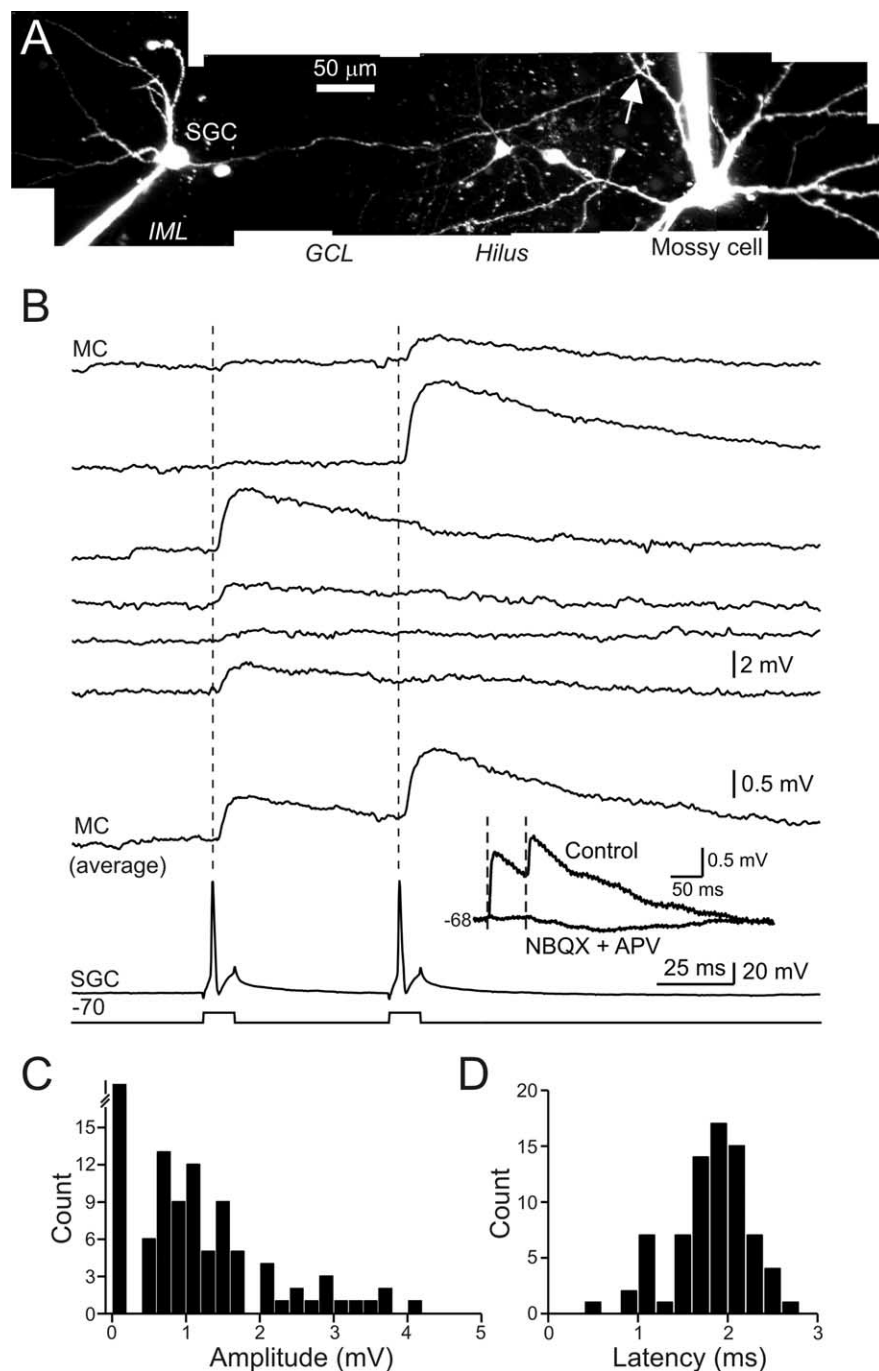 A
50 μm
SGC
IML
GCL
Hilus
Mossy cell
B
MC
2 mV
0.5 mV
MC
(average)
Control
0.5 mV
50 ms
-68
NBQX + APV
SGC
25 ms
20 mV
-70
C
Count
15
12
9
6
3
0
0 1 2 3 4 5
Amplitude (mV)
D
Count
20
15
10
5
0
0 1 2 3
Latency (ms)